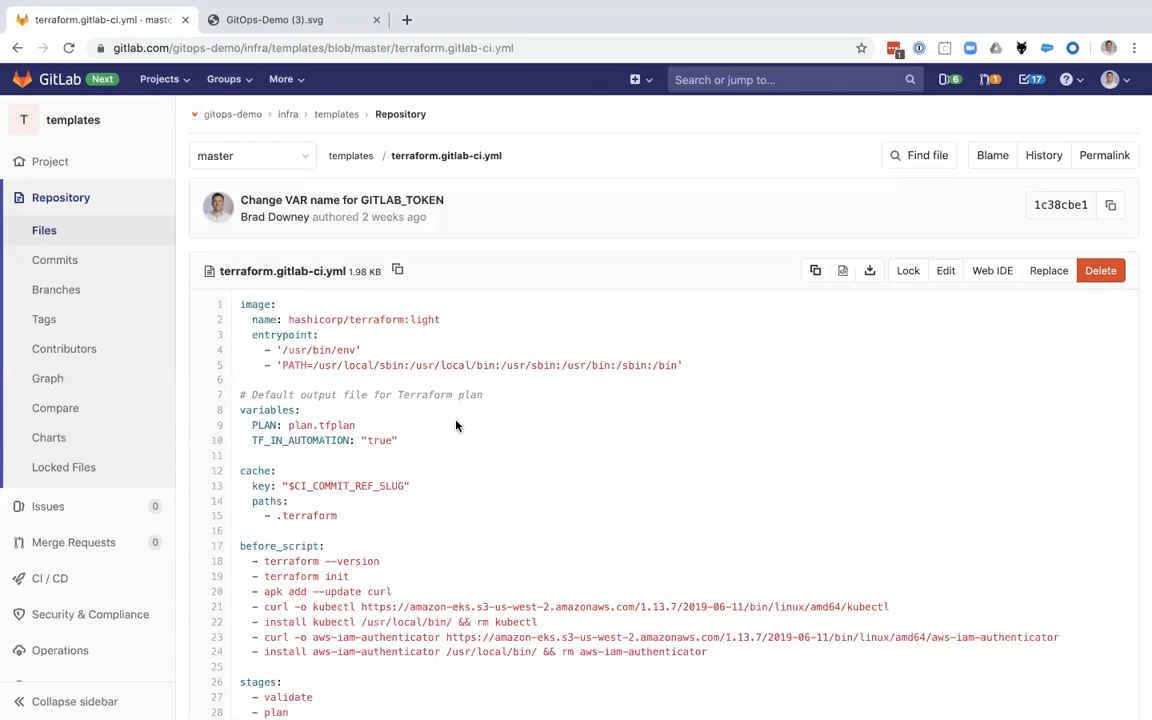 terraform.gitlab-ci.yml · maste
GitOps-Demo (3).svg
gitlab.com/gitops-demo/infra/templates/blob/master/terraform.gitlab-ci.yml
1
GitLab Next Projects Groups More Search or jump to... 6 1 17
T templates
Project
Repository
Files
Commits
Branches
Tags
Contributors
Graph
Compare
Charts
Locked Files
Issues 0
Merge Requests 0
CI / CD
Security & Compliance
Operations
Collapse sidebar
gitops-demo › infra › templates › Repository
master templates / terraform.gitlab-ci.yml Find file Blame History Permalink
Change VAR name for GITLAB_TOKEN
Brad Downey authored 2 weeks ago
1c38cbe1
terraform.gitlab-ci.yml 1.98 KB Lock Edit Web IDE Replace Delete
1 image:
2 name: hashicorp/terraform:light
3 entrypoint:
4 - '/usr/bin/env'
5 - 'PATH=/usr/local/sbin:/usr/local/bin:/usr/sbin:/usr/bin:/sbin:/bin'
6
7 # Default output file for Terraform plan
8 variables:
9 PLAN: plan.tfplan
10 TF_IN_AUTOMATION: "true"
11
12 cache:
13 key: "$CI_COMMIT_REF_SLUG"
14 paths:
15 - .terraform
16
17 before_script:
18 - terraform --version
19 - terraform init
20 - apk add --update curl
21 - curl -o kubectl https://amazon-eks.s3-us-west-2.amazonaws.com/1.13.7/2019-06-11/bin/linux/amd64/kubectl
22 - install kubectl /usr/local/bin/ && rm kubectl
23 - curl -o aws-iam-authenticator https://amazon-eks.s3-us-west-2.amazonaws.com/1.13.7/2019-06-11/bin/linux/amd64/aws-iam-authenticator
24 - install aws-iam-authenticator /usr/local/bin/ && rm aws-iam-authenticator
25
26 stages:
27 - validate
28 - plan